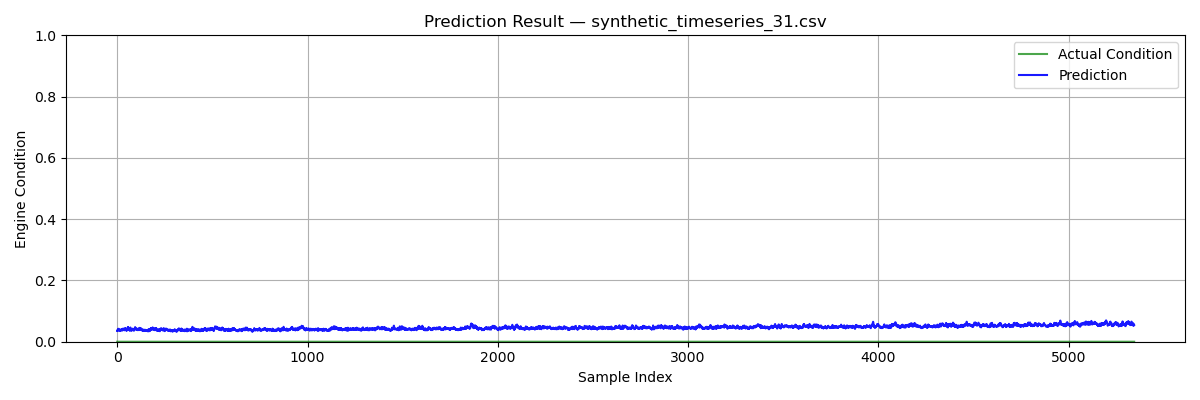 Prediction Result — synthetic_timeseries_31.csv
1.0
0.8
0.6
0.4
0.2
0.0
Engine Condition
Actual Condition
Prediction
0 1000 2000 3000 4000 5000
Sample Index